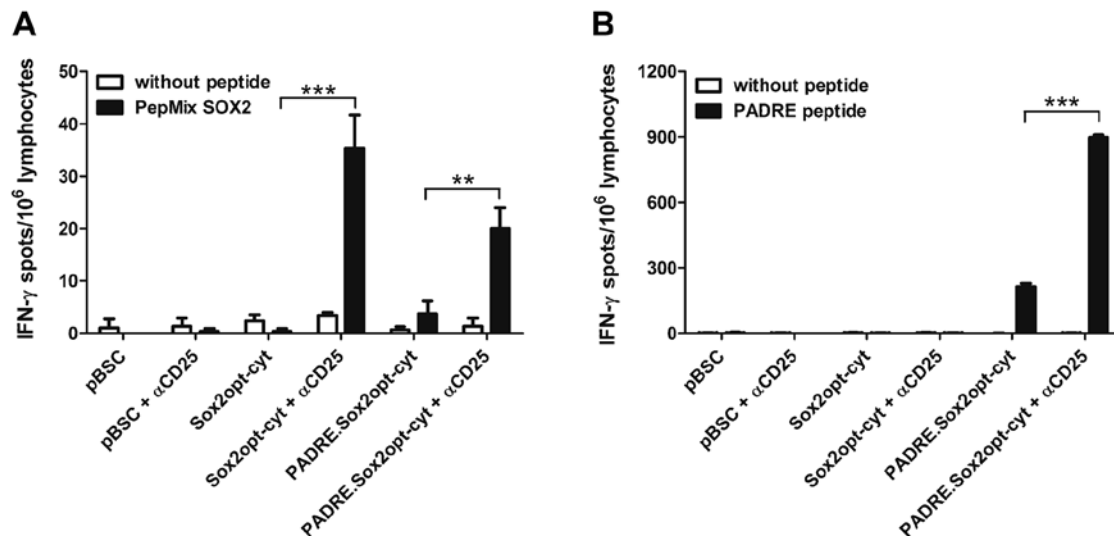 A
IFN-γ spots/10⁶ lymphocytes
50
40
30
20
10
0
without peptide
PepMix SOX2
***
**
pBSC
pBSC + αCD25
Sox2opt-cyt
Sox2opt-cyt + αCD25
PADRE.Sox2opt-cyt
PADRE.Sox2opt-cyt + αCD25
B
IFN-γ spots/10⁶ lymphocytes
1200
900
600
300
0
without peptide
PADRE peptide
***
pBSC
pBSC + αCD25
Sox2opt-cyt
Sox2opt-cyt + αCD25
PADRE.Sox2opt-cyt
PADRE.Sox2opt-cyt + αCD25